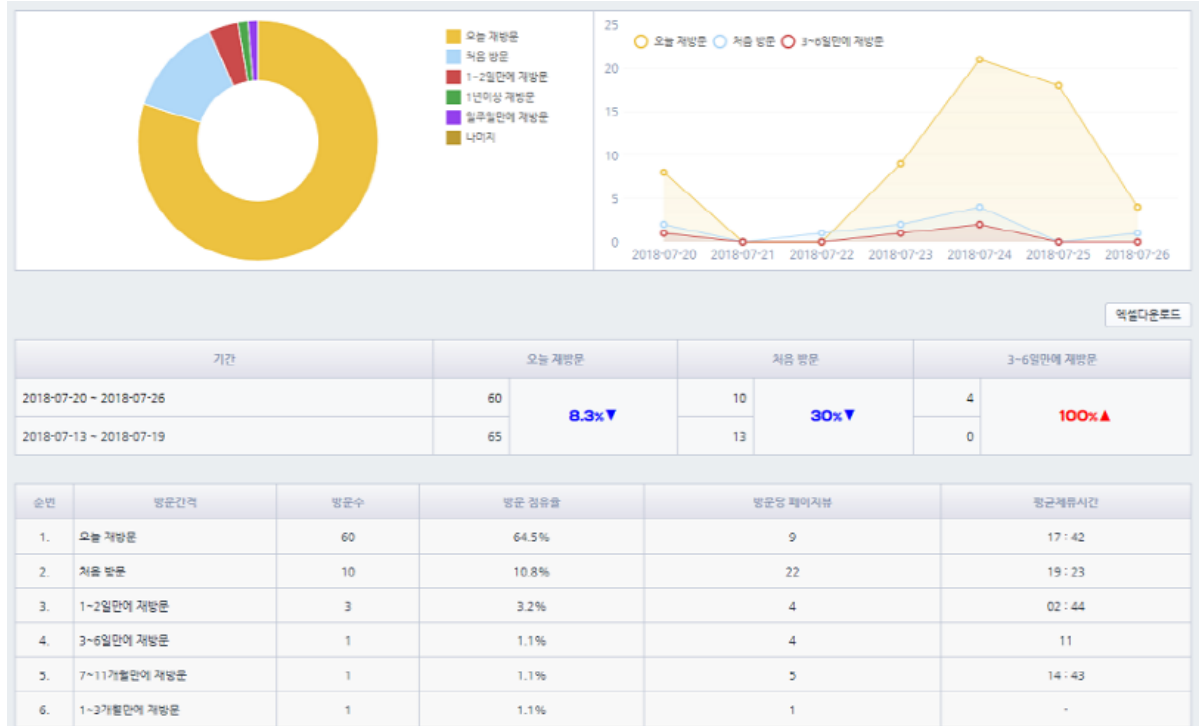 오늘 재방문
처음 방문
1~2일만에 재방문
1년이상 재방문
일주일만에 재방문
나머지
오늘 재방문 처음 방문 3~6일만에 재방문
25
20
15
10
5
0
2018-07-20 2018-07-21 2018-07-22 2018-07-23 2018-07-24 2018-07-25 2018-07-26
엑셀다운로드
기간 오늘 재방문 처음 방문 3~6일만에 재방문
2018-07-20 ~ 2018-07-26 60 8.3%▼ 10 30%▼ 4 100%▲
2018-07-13 ~ 2018-07-19 65 13 0
순번 방문간격 방문수 방문 점유율 방문당 페이지뷰 평균체류시간
1. 오늘 재방문 60 64.5% 9 17 : 42
2. 처음 방문 10 10.8% 22 19 : 23
3. 1~2일만에 재방문 3 3.2% 4 02 : 44
4. 3~6일만에 재방문 1 1.1% 4 11
5. 7~11개월만에 재방문 1 1.1% 5 14 : 43
6. 1~3개월만에 재방문 1 1.1% 1 -